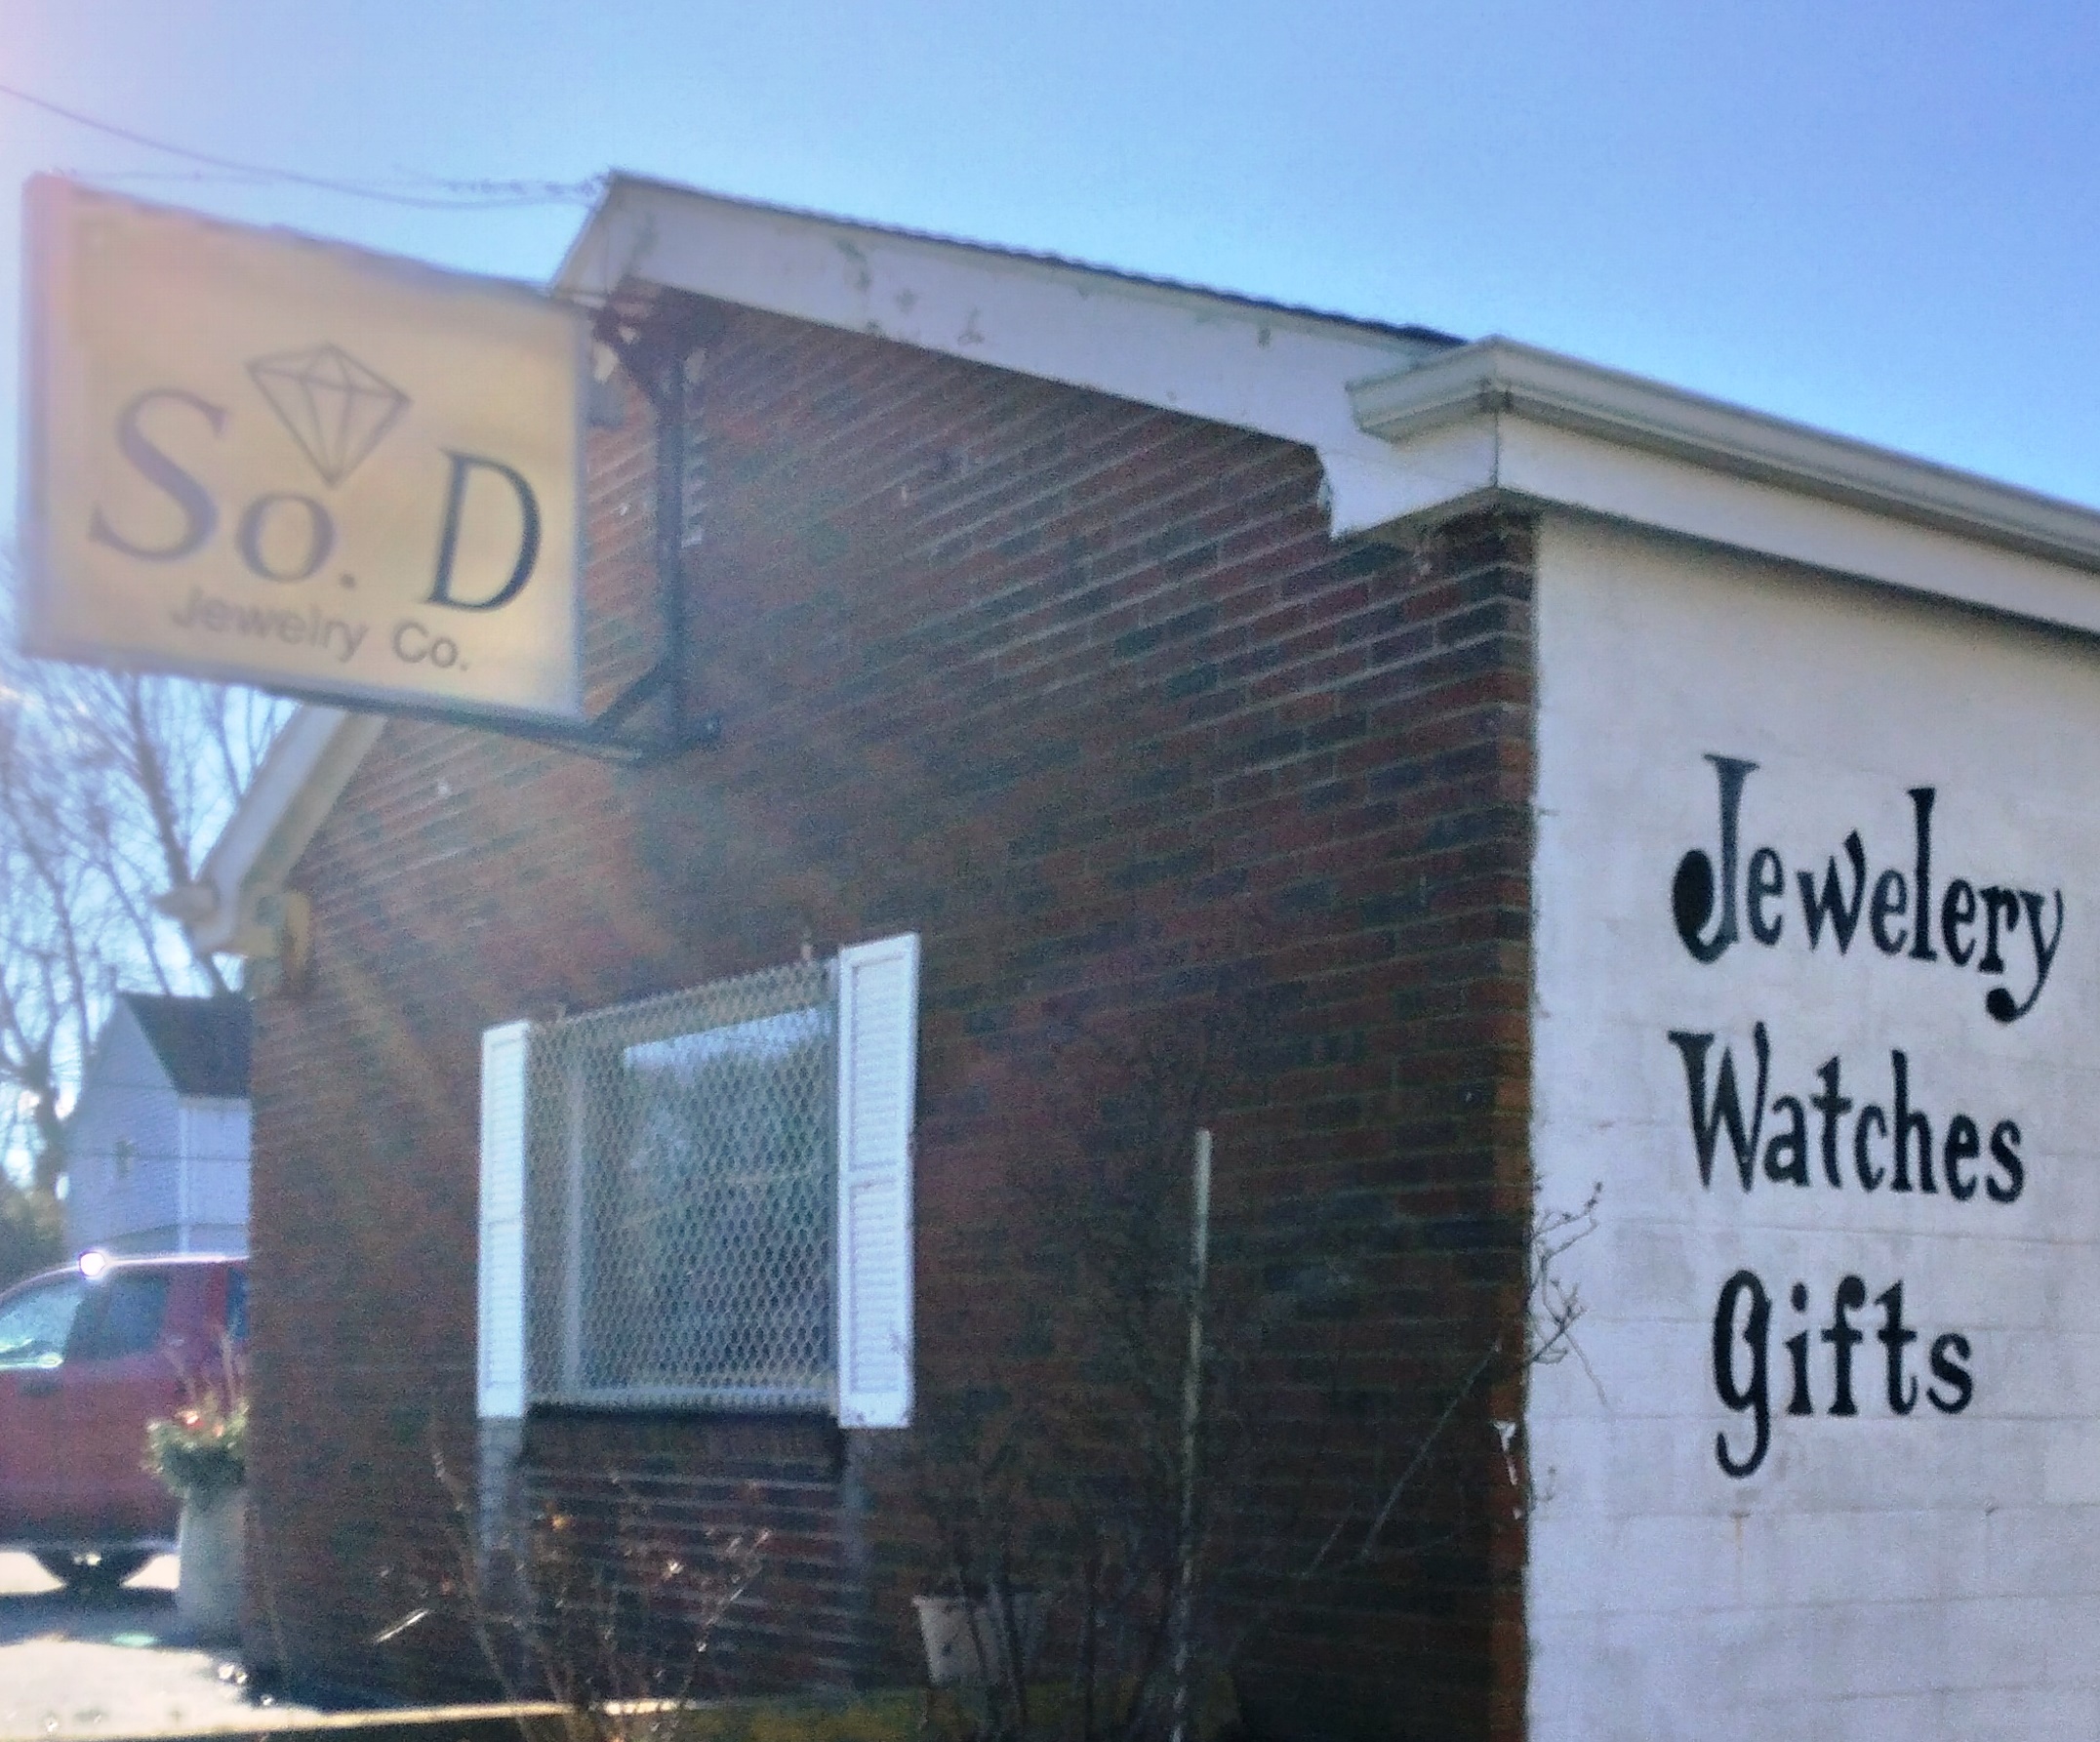 So. D
Jewelry Co.
Jewelery
Watches
gifts